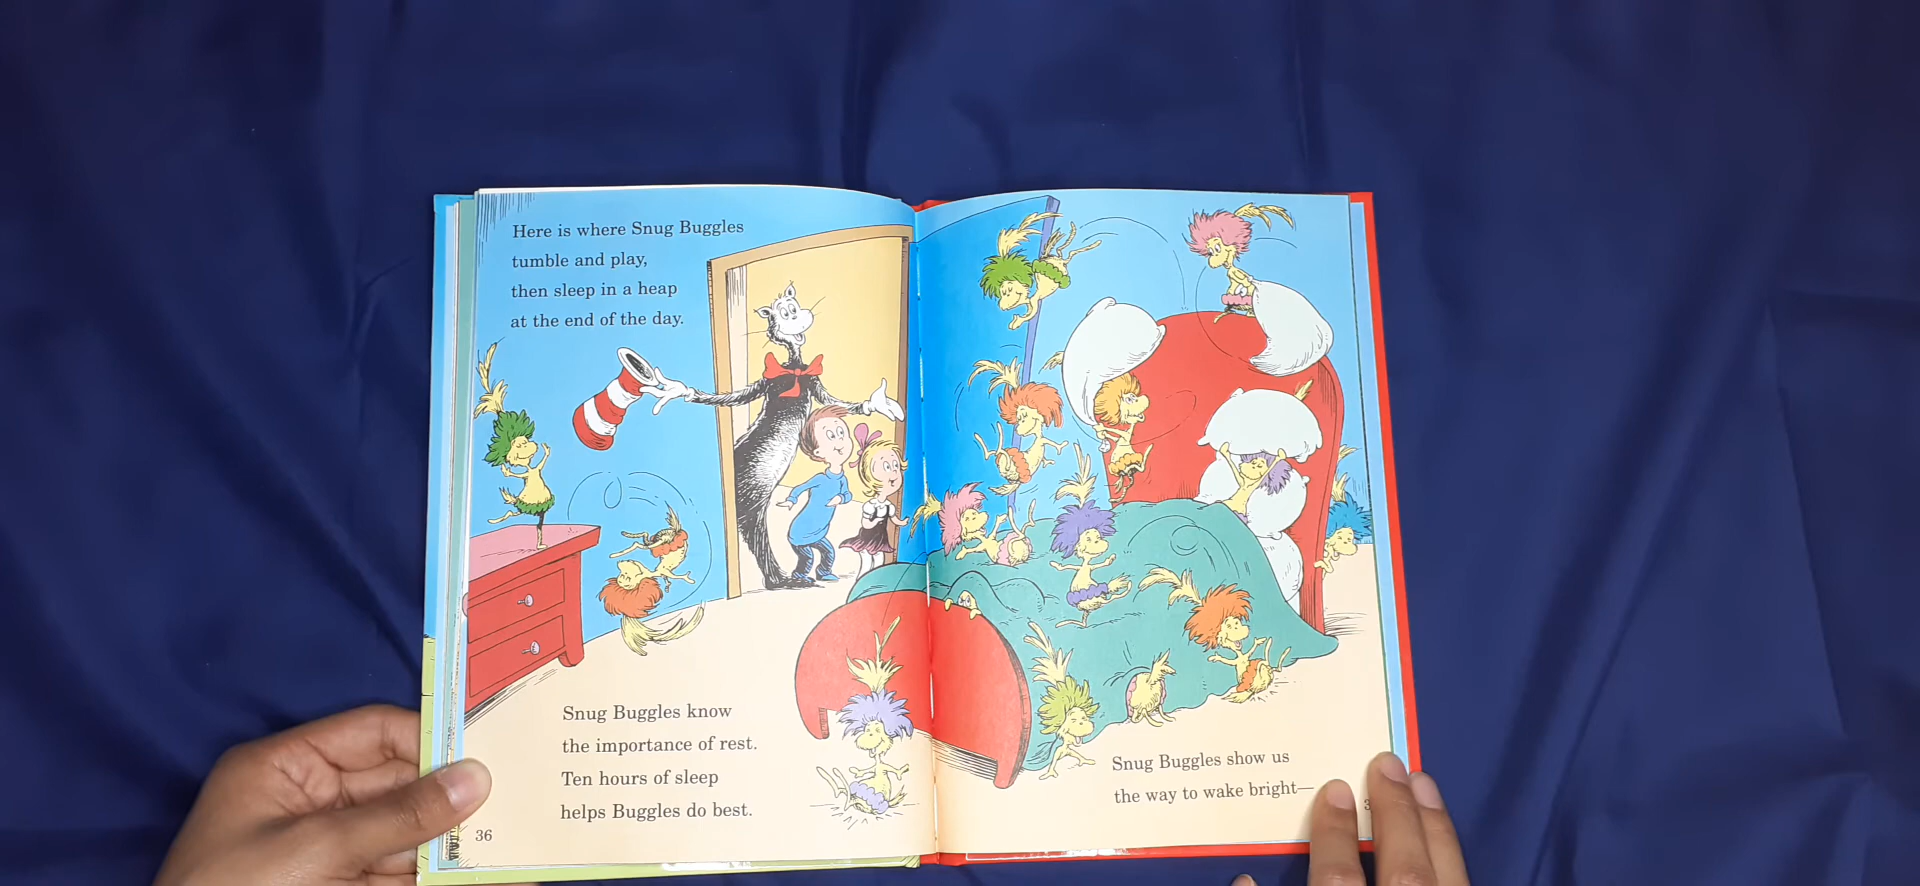 Here is where Snug Buggles
tumble and play,
then sleep in a heap
at the end of the day.
Snug Buggles know
the importance of rest.
Ten hours of sleep
helps Buggles do best.
36
Snug Buggles show us
the way to wake bright—